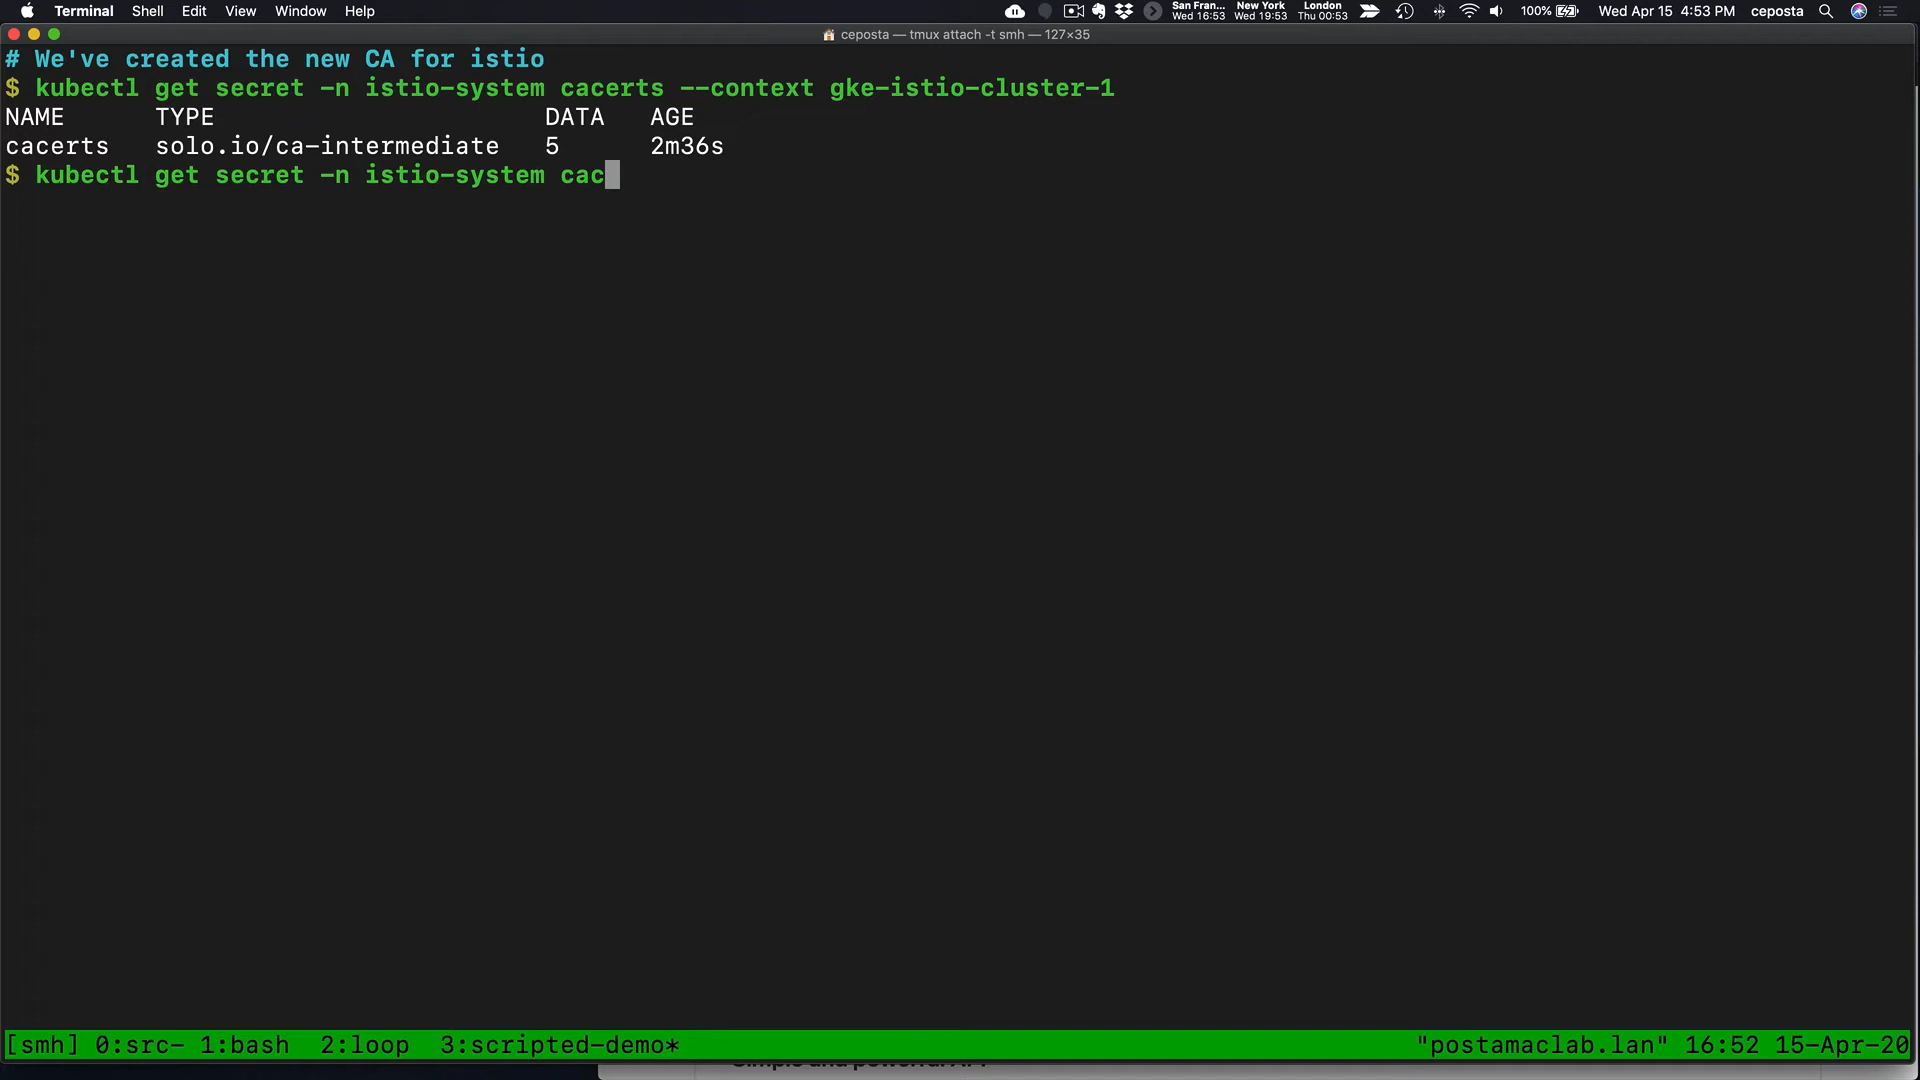 Terminal Shell Edit View Window Help
San Fran... New York London
Wed 16:53 Wed 19:53 Thu 00:53
100% Wed Apr 15 4:53 PM ceposta
ceposta — tmux attach -t smh — 127×35
# We've created the new CA for istio
$ kubectl get secret -n istio-system cacerts --context gke-istio-cluster-1
NAME TYPE DATA AGE
cacerts solo.io/ca-intermediate 5 2m36s
$ kubectl get secret -n istio-system cac
[smh] 0:src- 1:bash 2:loop 3:scripted-demo* "postamaclab.lan" 16:52 15-Apr-20